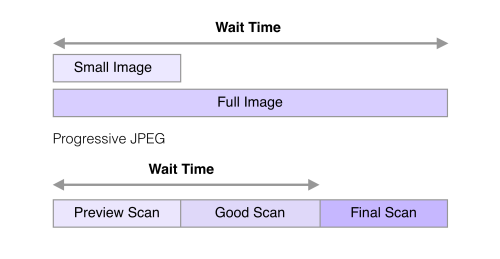 Wait Time
Small Image
Full Image
Progressive JPEG
Wait Time
Preview Scan Good Scan Final Scan